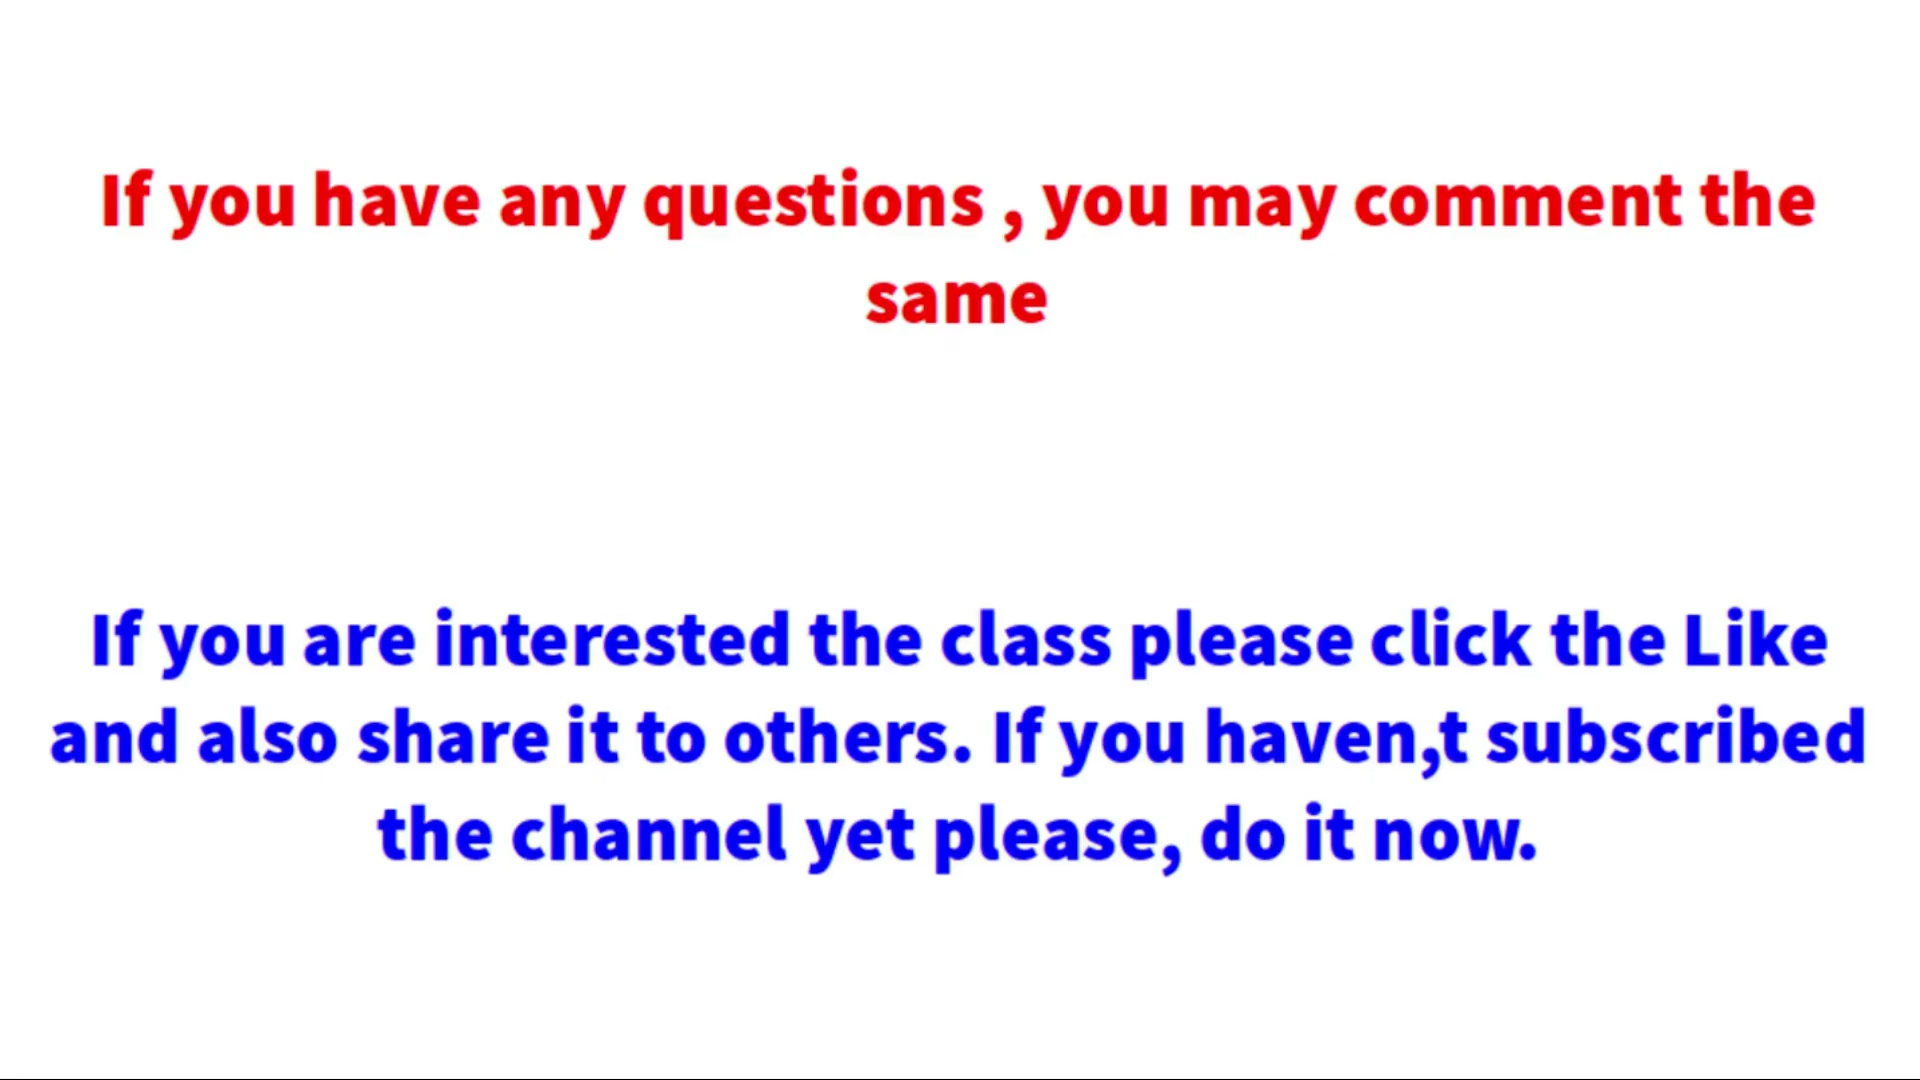 If you have any questions , you may comment the
same
If you are interested the class please click the Like
and also share it to others. If you haven,t subscribed
the channel yet please, do it now.